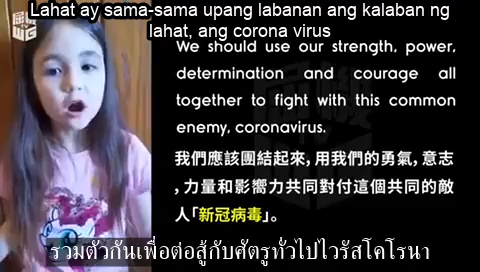 Lahat ay sama-sama upang labanan ang kalaban ng
lahat, ang corona virus
We should use our strength, power,
determination and courage all
together to fight with this common
enemy, coronavirus.
我們應該團結起來，用我們的勇氣，意志
，力量和影響力共同對付這個共同的敵
人「新冠病毒」。
รวมตัวกันเพื่อต่อสู้กับศัตรูทั่วไปไวรัสโคโรนา